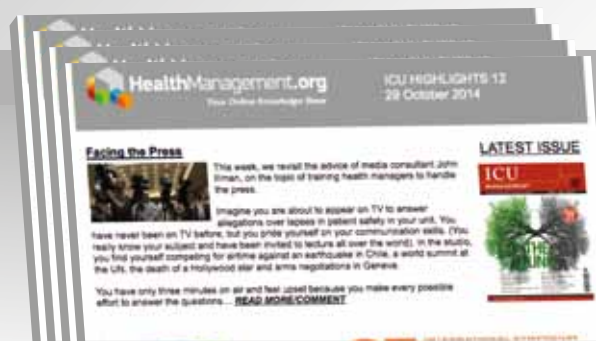 HealthManagement.org
Your Online Knowledge Base
ICU HIGHLIGHTS 13
29 October 2014
Facing the Press
This week, we revisit the advice of media consultant John
Illman, on the topic of training health managers to handle
the press.
Imagine you are about to appear on TV to answer
allegations over lapses in patient safety in your unit. You
have never been on TV before, but you pride yourself on your communication skills. (You
really know your subject and have been invited to lecture all over the world). In the studio,
you find yourself competing for airtime against an earthquake in Chile, a world summit at
the UN, the death of a Hollywood star and arms negotiations in Geneva.
You have only three minutes on air and feel upset because you make every possible
effort to answer the questions.... READ MORE/COMMENT
LATEST ISSUE
ICU
THE